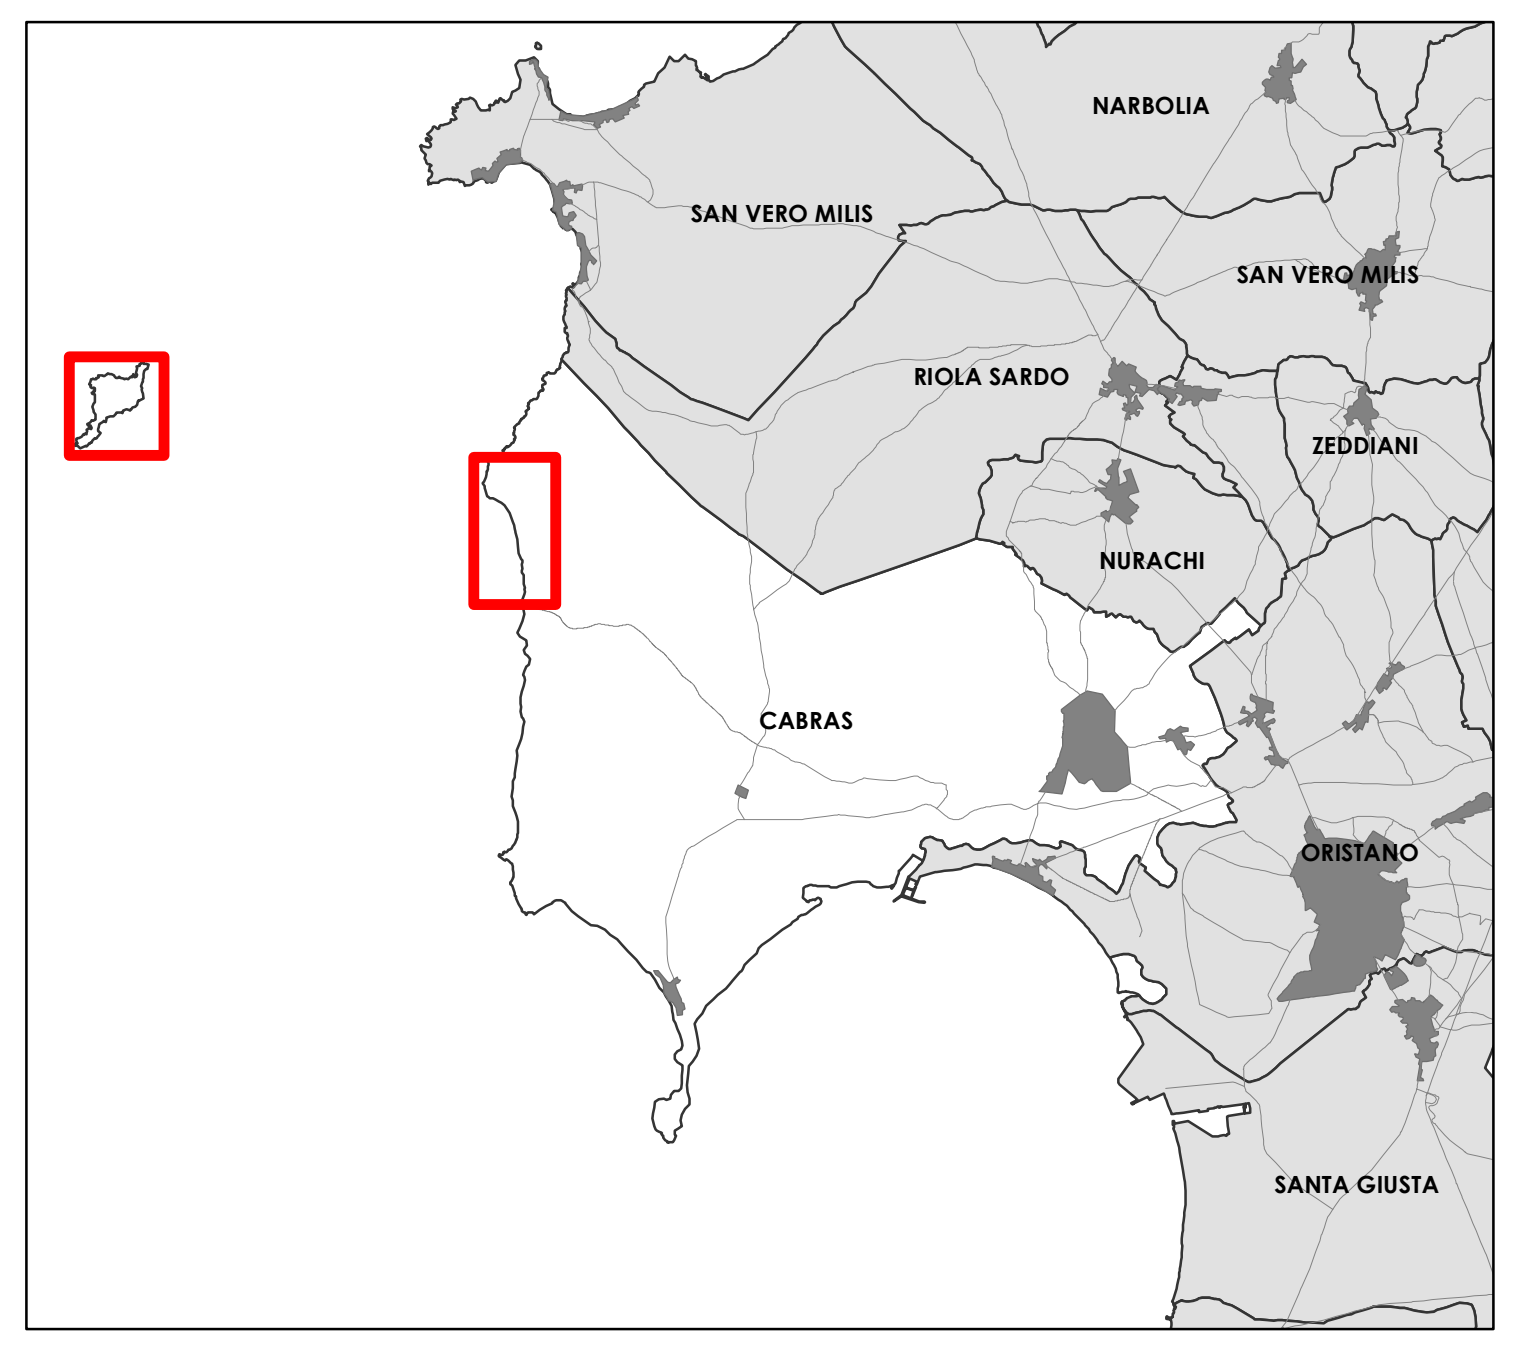 NARBOLIA
SAN VERO MILIS
SAN VERO MILIS
RIOLA SARDO
ZEDDIANI
NURACHI
CABRAS
ORISTANO
SANTA GIUSTA